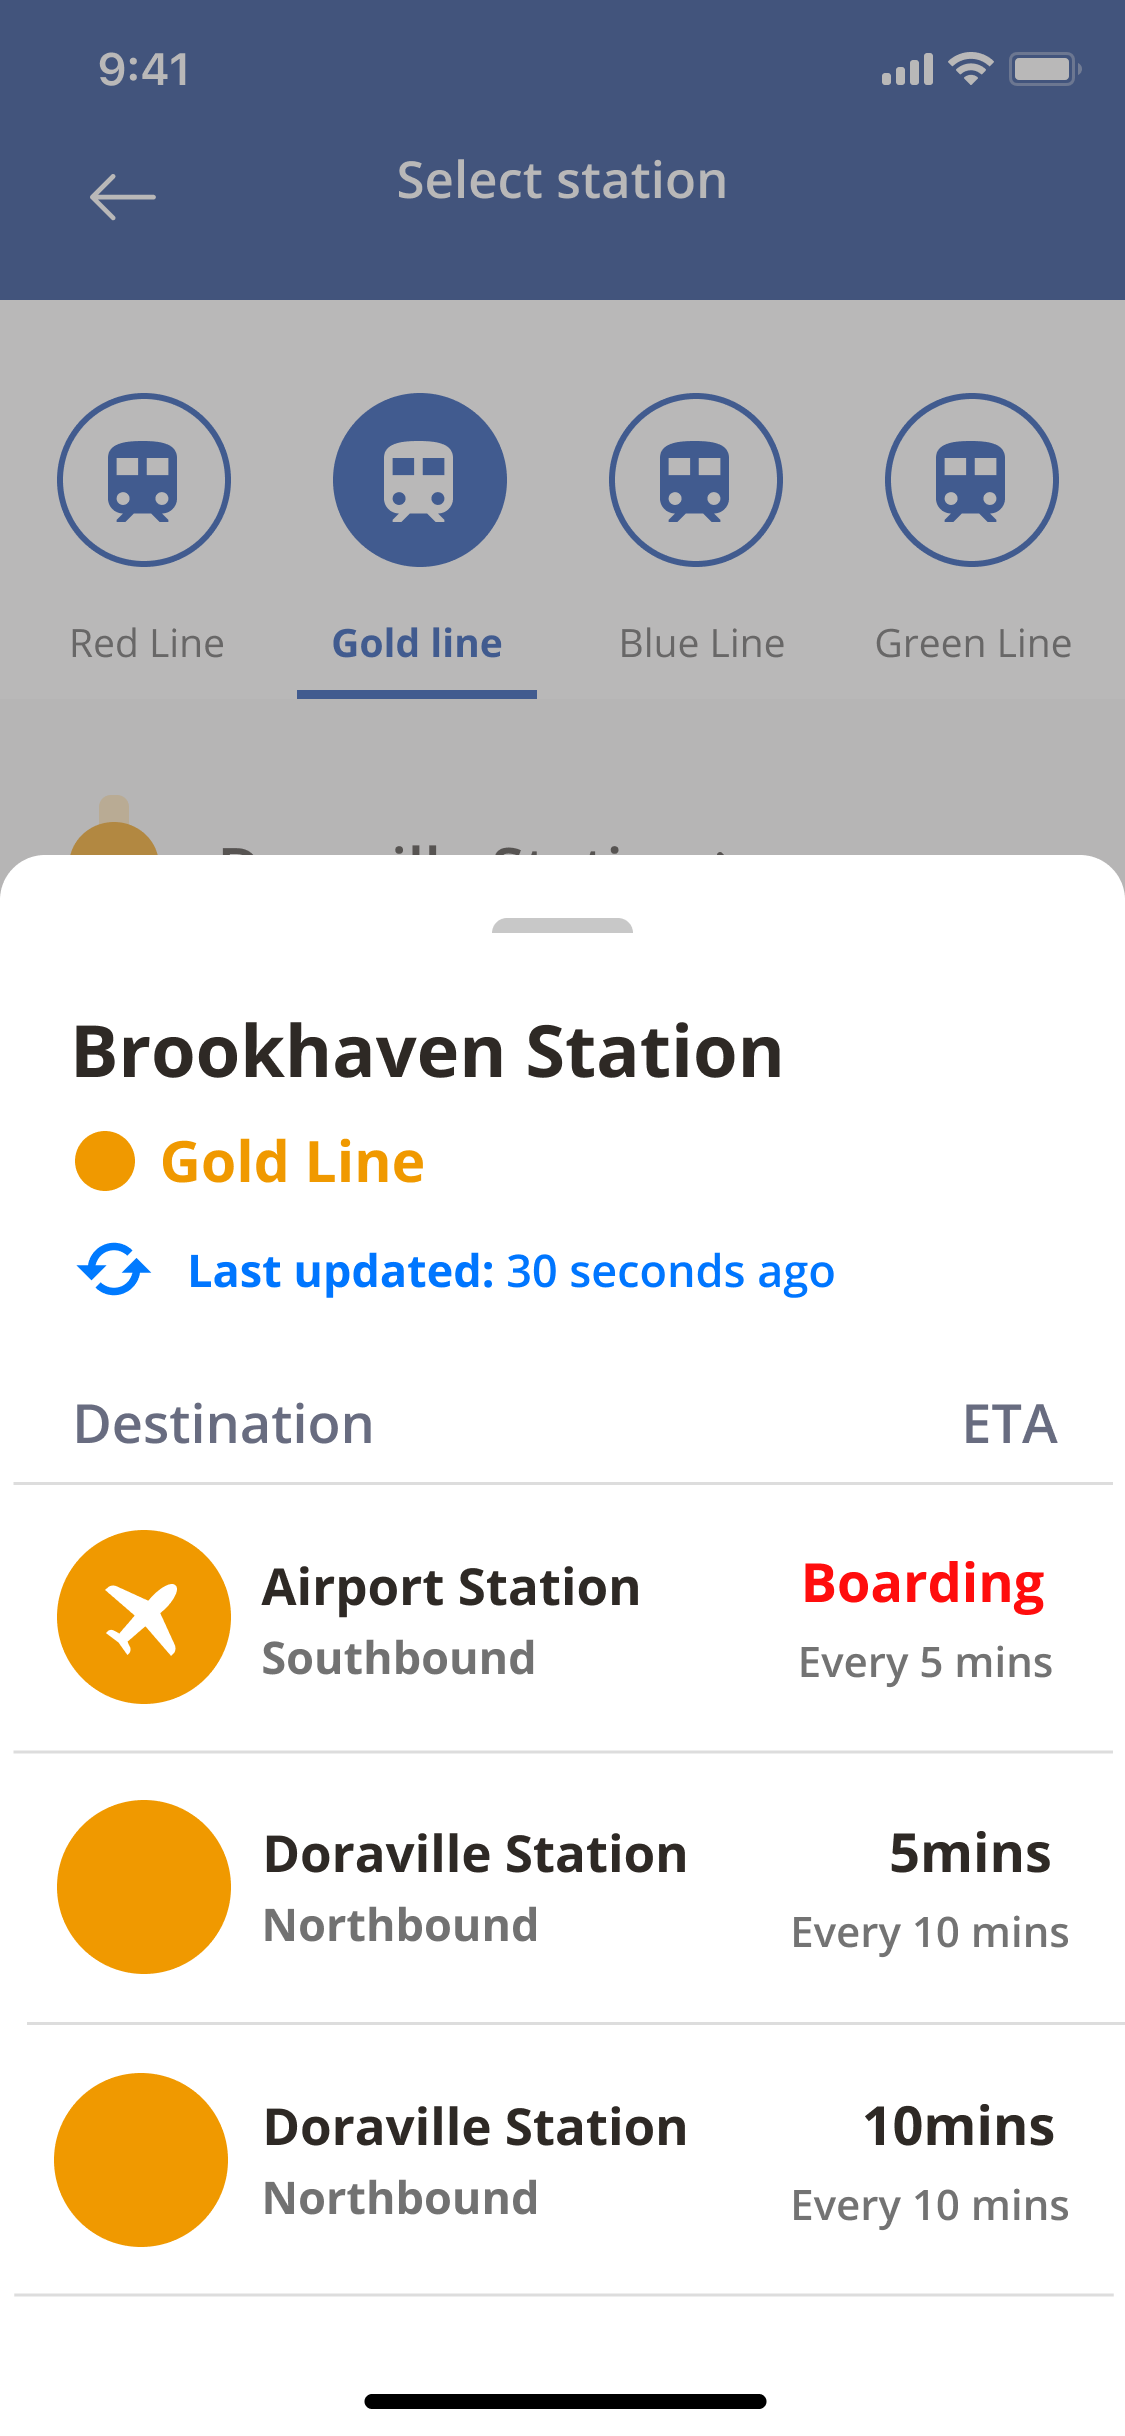 9:41
Select station
Red Line
Gold line
Blue Line
Green Line
Brookhaven Station
Gold Line
Last updated: 30 seconds ago
Destination
ETA
Airport Station
Boarding
Southbound
Every 5 mins
Doraville Station
5mins
Northbound
Every 10 mins
Doraville Station
10mins
Northbound
Every 10 mins